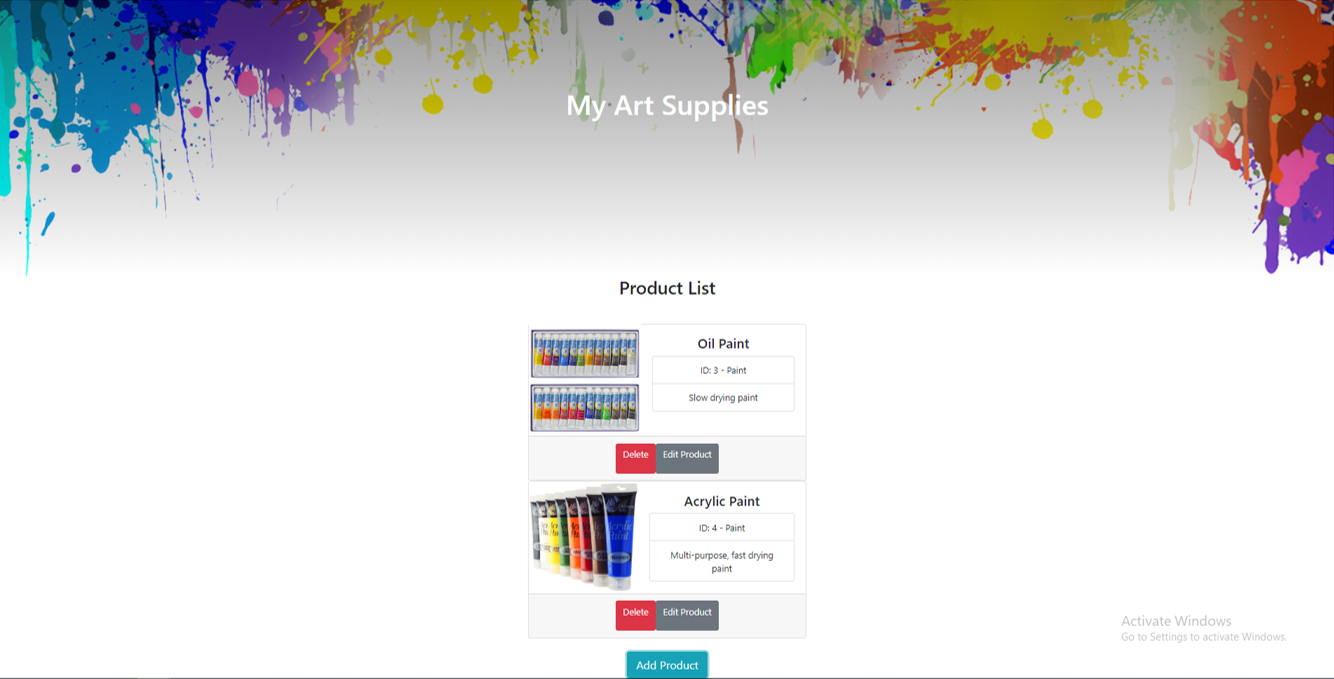 My Art Supplies
Product List
Oil Paint
ID: 3 - Paint
Slow drying paint
Delete
Edit Product
Acrylic Paint
ID: 4 - Paint
Multi-purpose, fast drying
paint
Delete
Edit Product
Add Product
Activate Windows
Go to Settings to activate Windows.